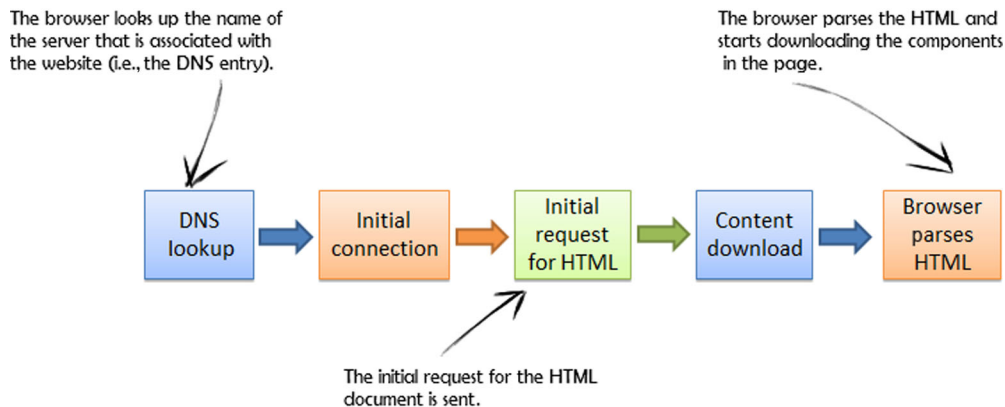 The browser looks up the name of
the server that is associated with
the website (i.e., the DNS entry).
The browser parses the HTML and
starts downloading the components
in the page.
DNS
lookup
Initial
connection
Initial
request
for HTML
Content
download
Browser
parses
HTML
The initial request for the HTML
document is sent.